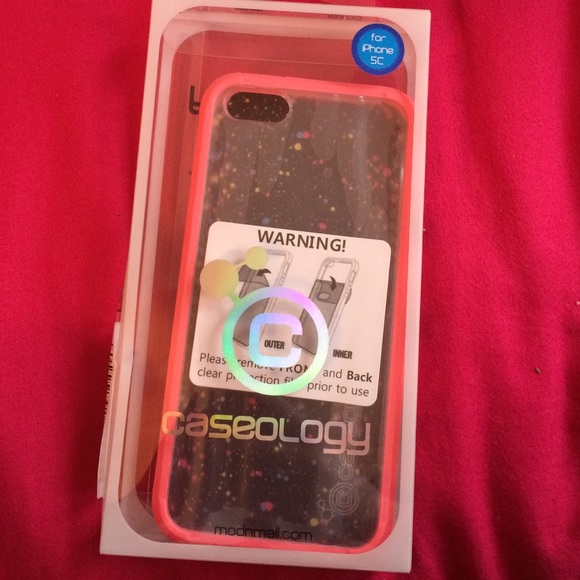 for
iPhone
5C
WARNING!
OUTER
INNER
Please remove FRONT and Back
clear protection film prior to use
caseology
modnmall.com